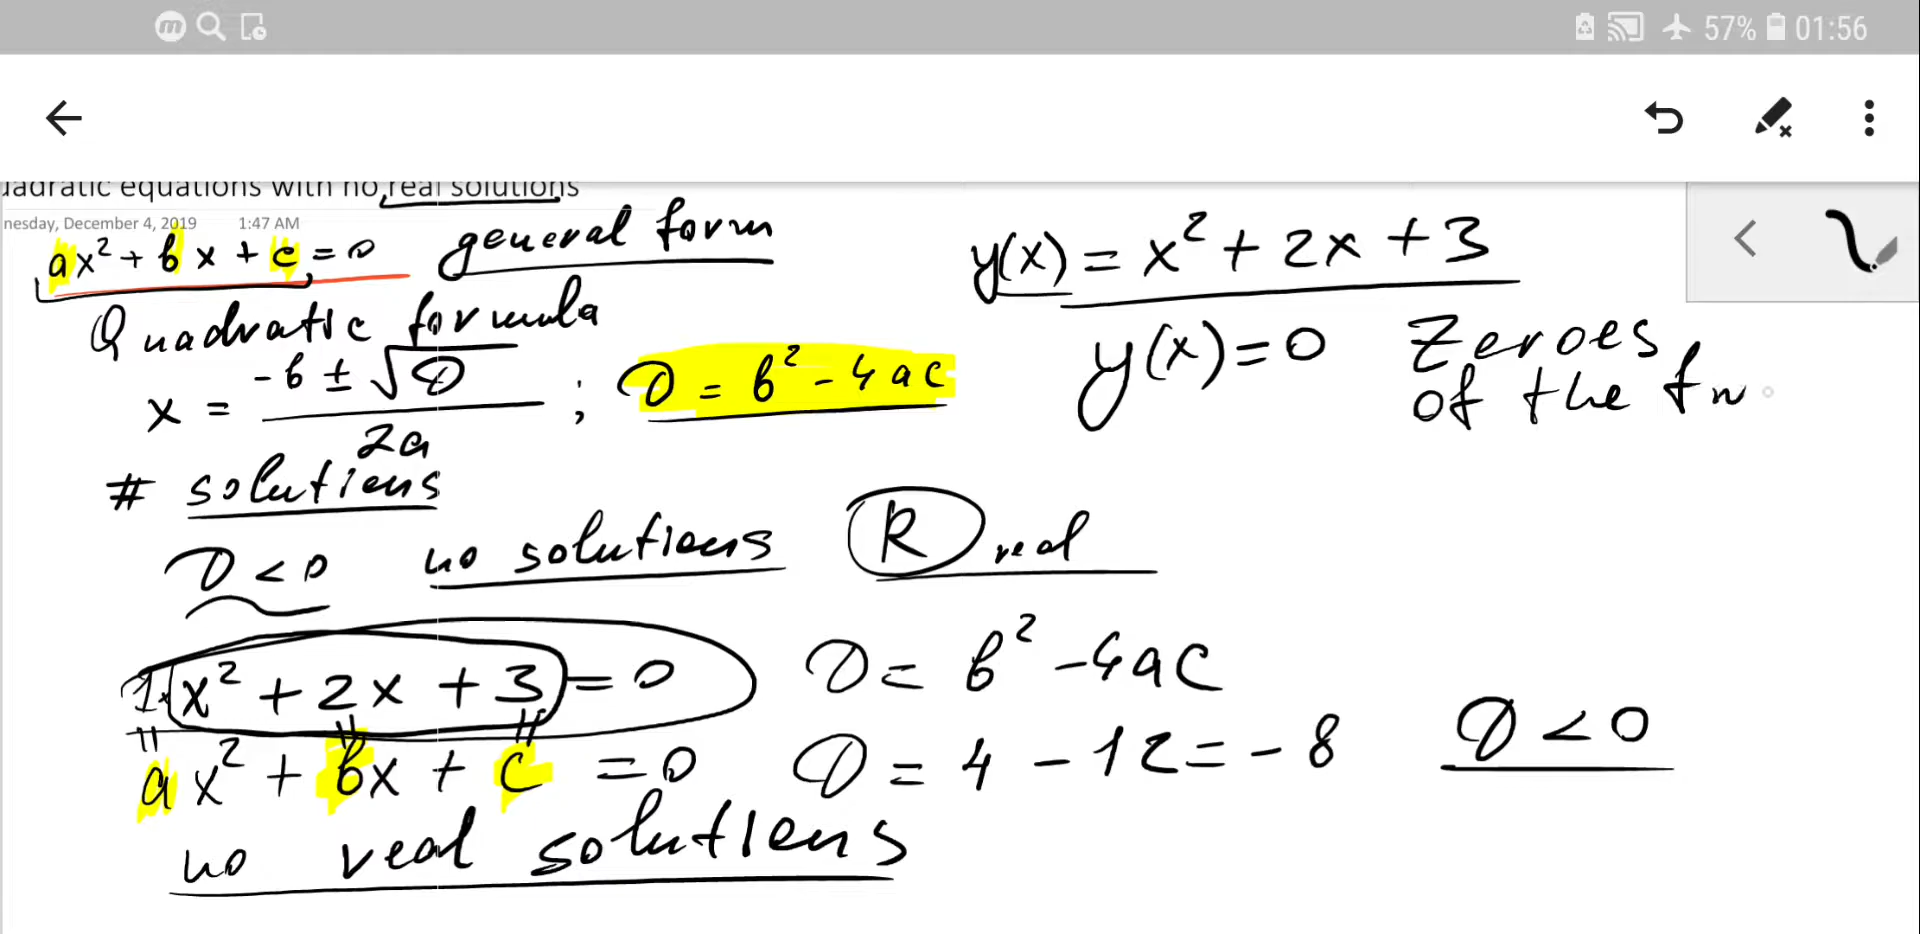 57% 01:56
uadratic equations with no real solutions
nesday, December 4, 2019 1:47 AM
ax² + bx + c = 0 general form
Quadratic formula
x = (-b ± √D) / 2a ; D = b² - 4ac
# solutions
D < 0 no solutions R real
1·x² + 2x + 3 = 0 D = b² - 4ac
ax² + bx + c = 0 D = 4 - 12 = -8 D < 0
no real solutions
y(x) = x² + 2x + 3
y(x) = 0 Zeroes
of the fn